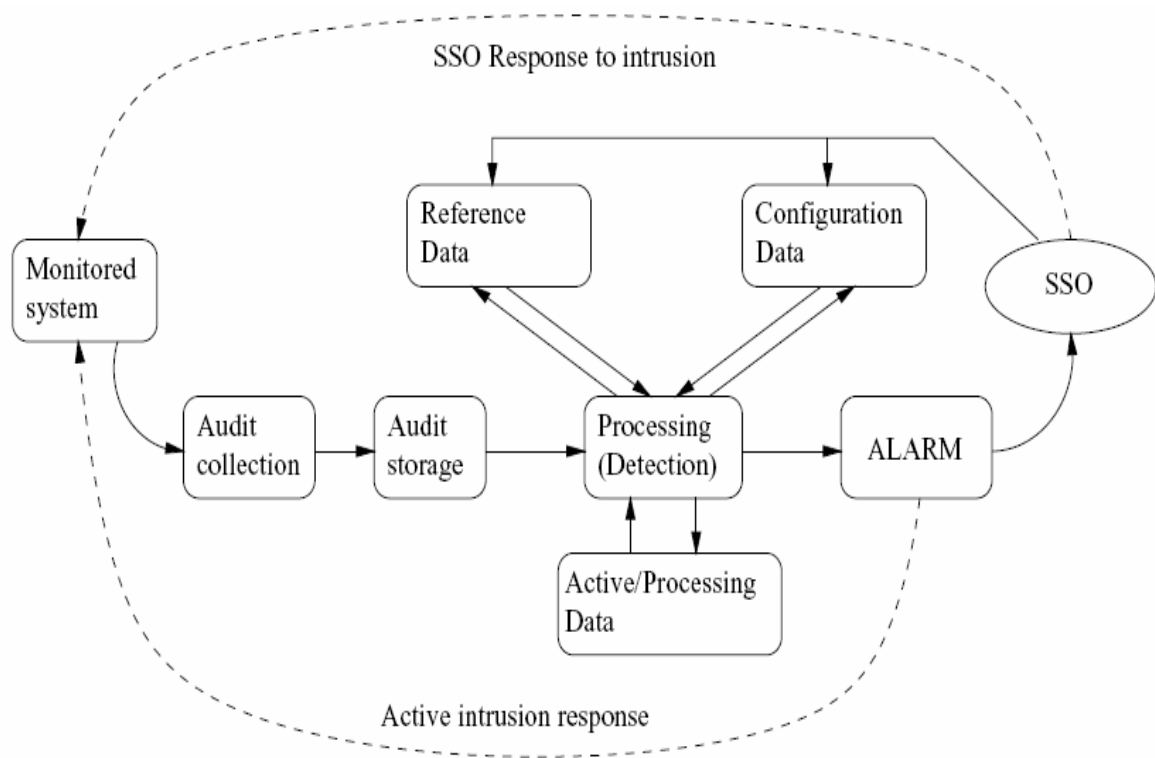 SSO Response to intrusion
Reference
Data
Configuration
Data
Monitored
system
SSO
Audit
collection
Audit
storage
Processing
(Detection)
ALARM
Active/Processing
Data
Active intrusion response